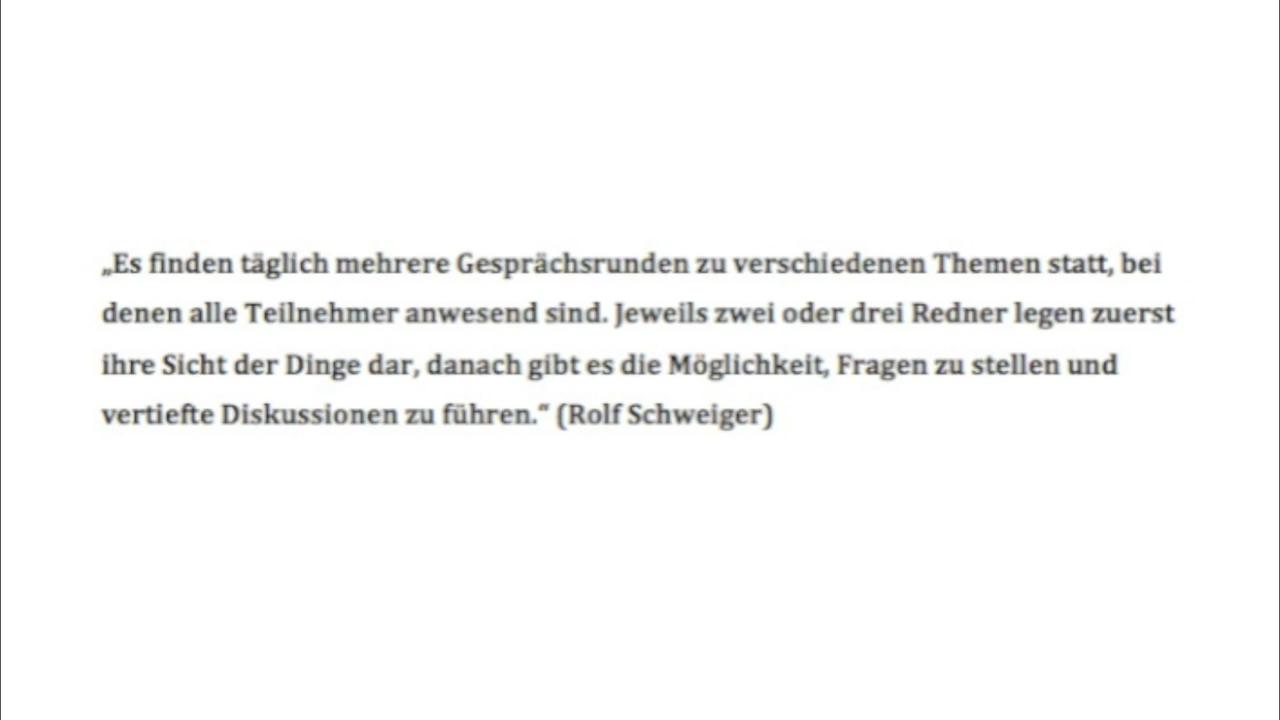 „Es finden täglich mehrere Gesprächsrunden zu verschiedenen Themen statt, bei
denen alle Teilnehmer anwesend sind. Jeweils zwei oder drei Redner legen zuerst
ihre Sicht der Dinge dar, danach gibt es die Möglichkeit, Fragen zu stellen und
vertiefte Diskussionen zu führen.“ (Rolf Schweiger)